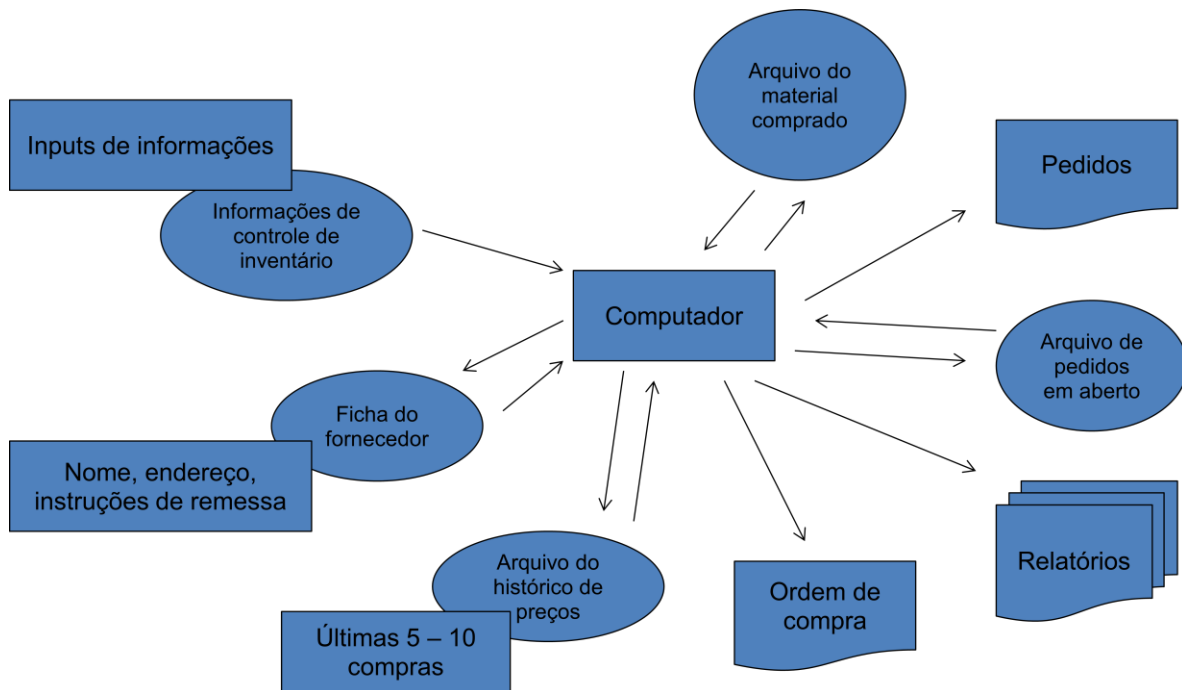 Arquivo do
material
comprado
Inputs de informações
Pedidos
Informações de
controle de
inventário
Computador
Arquivo de
pedidos
em aberto
Ficha do
fornecedor
Nome, endereço,
instruções de remessa
Arquivo do
histórico de
preços
Últimas 5 – 10
compras
Ordem de
compra
Relatórios